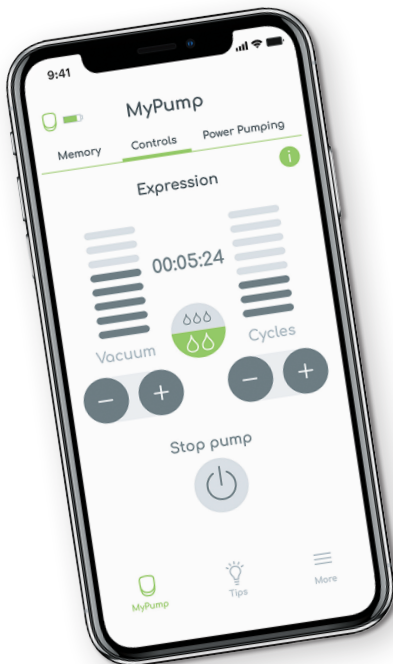 9:41
MyPump
Memory Controls Power Pumping
i
Expression
00:05:24
Vacuum Cycles
− + − +
Stop pump
MyPump Tips More